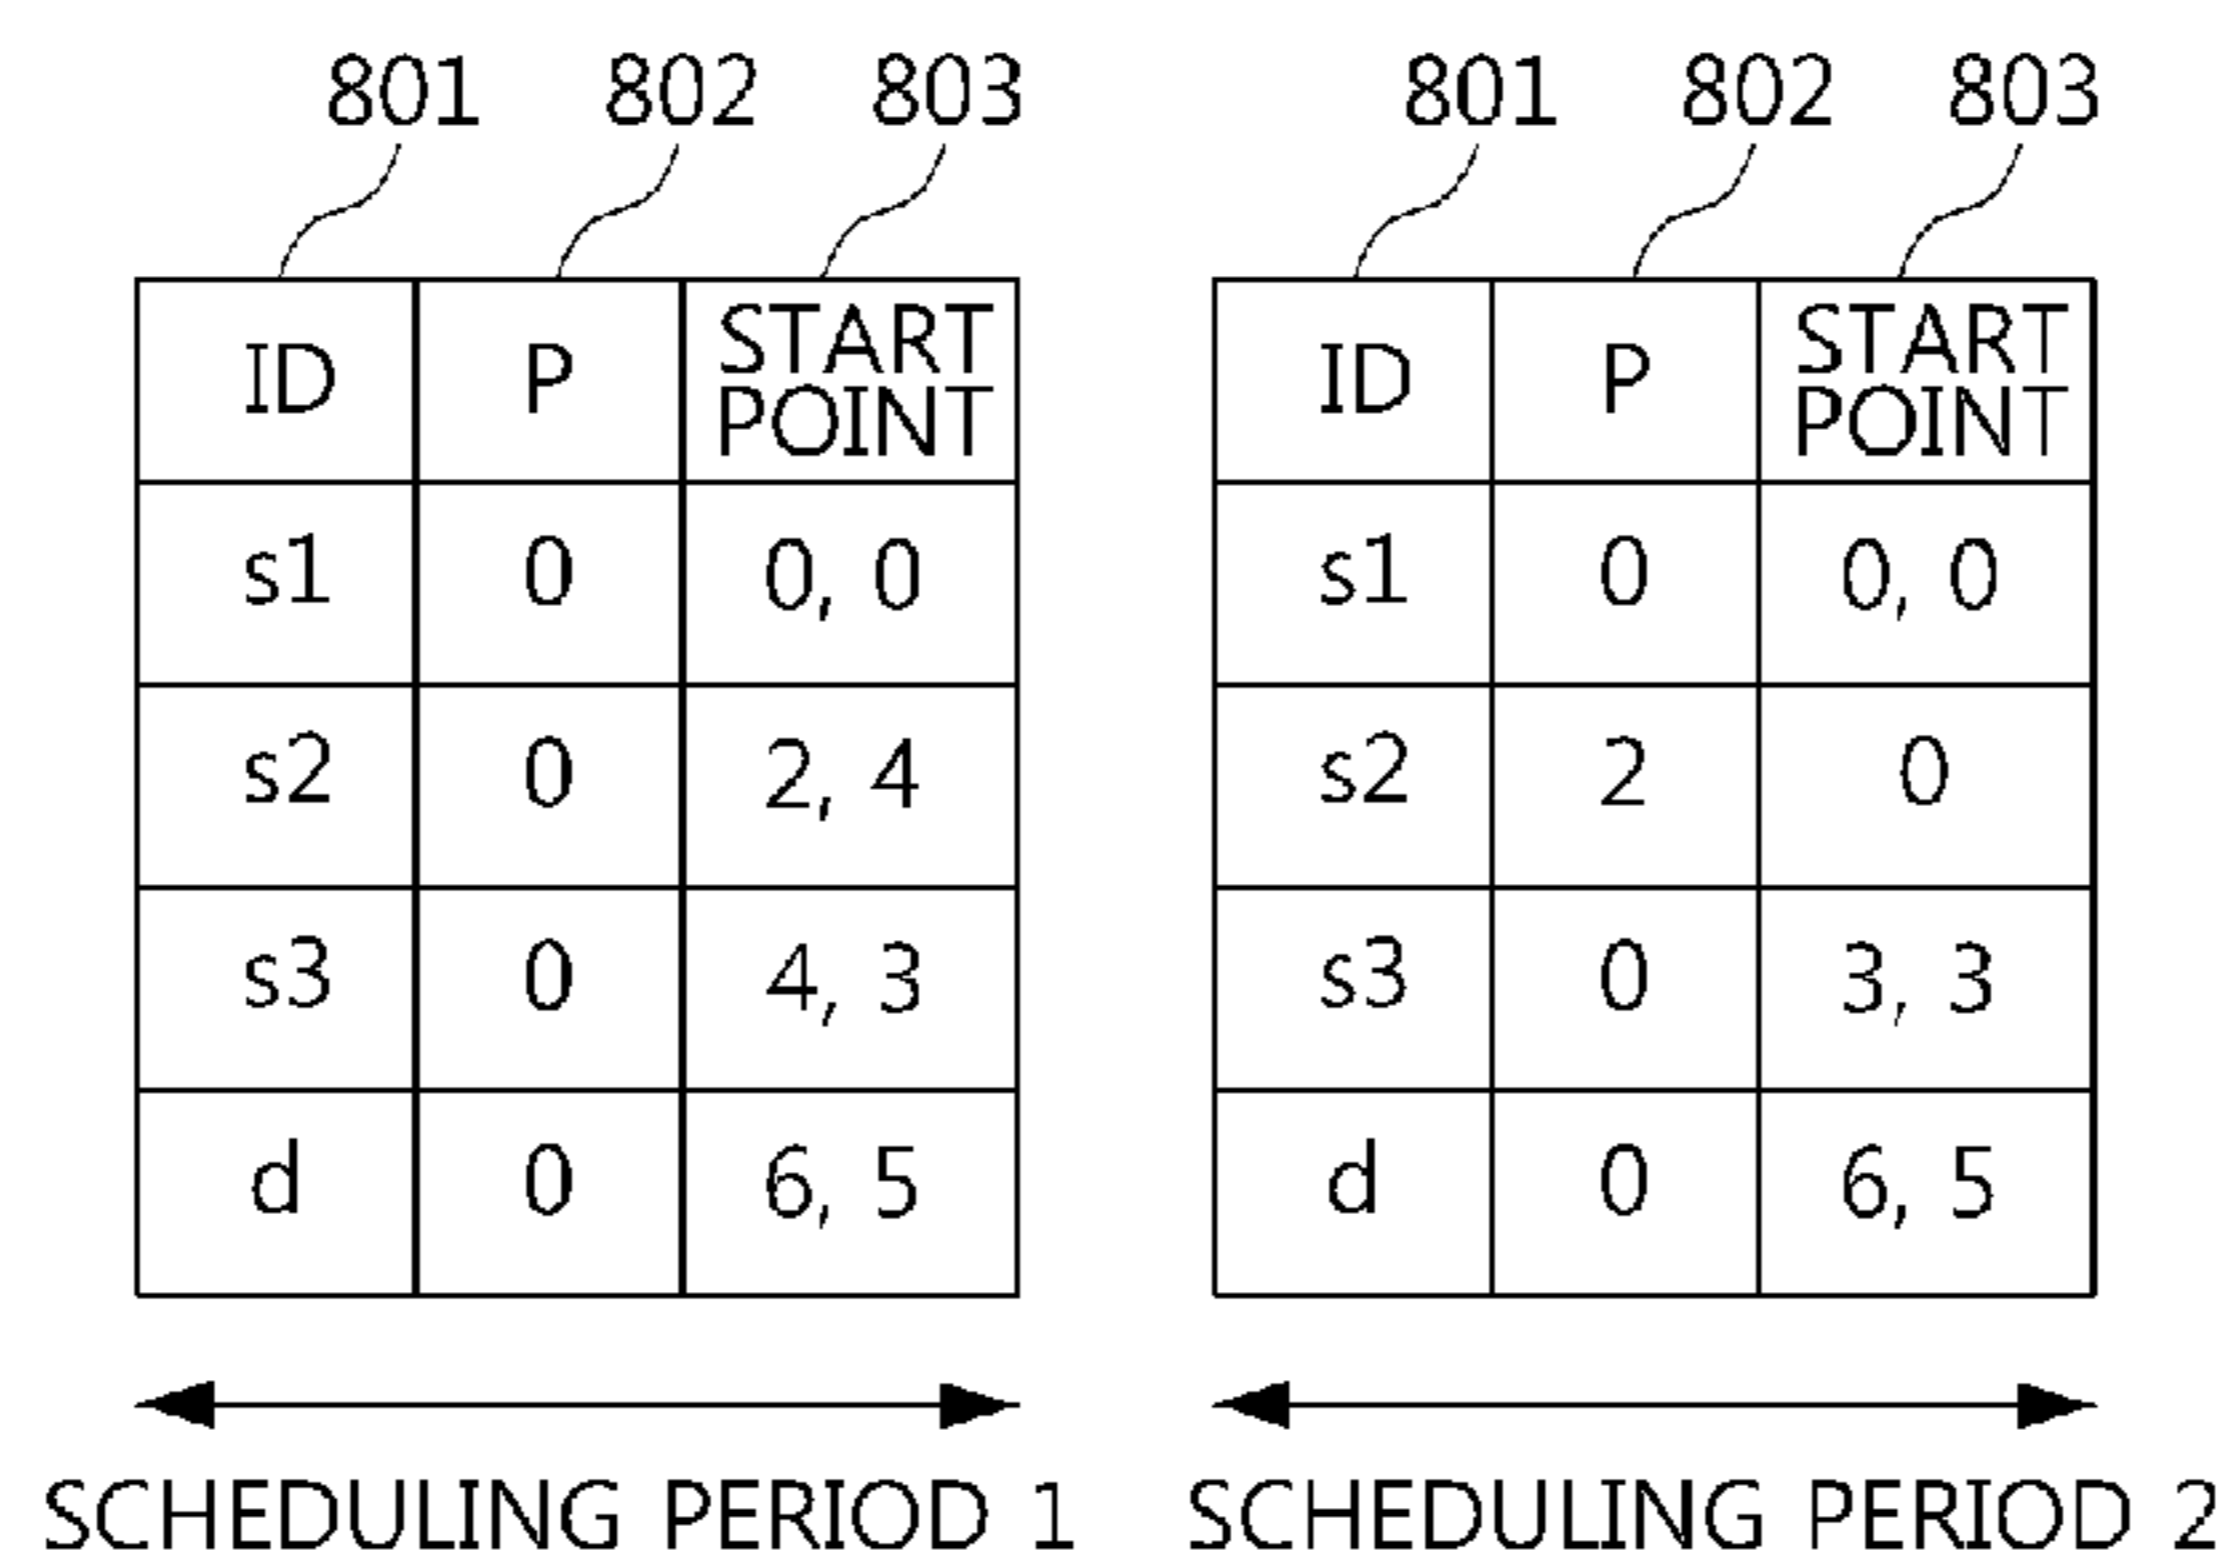 801 802 803 801 802 803
ID P START POINT ID P START POINT
s1 0 0, 0 s1 0 0, 0
s2 0 2, 4 s2 2 0
s3 0 4, 3 s3 0 3, 3
d 0 6, 5 d 0 6, 5
SCHEDULING PERIOD 1 SCHEDULING PERIOD 2